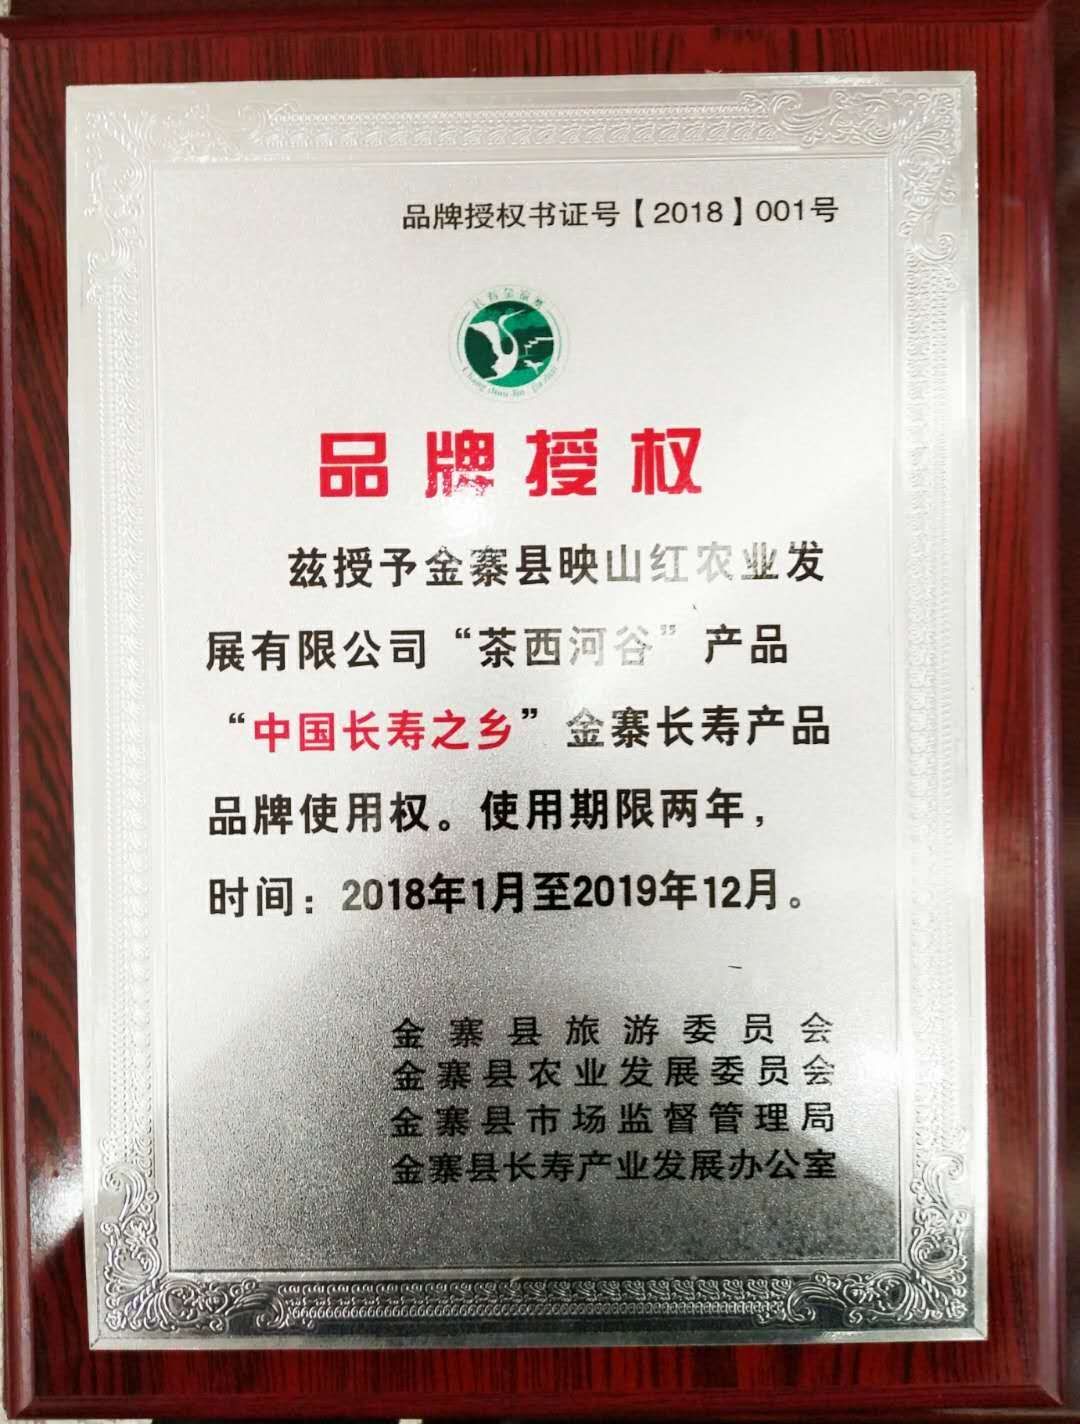 品牌授权书证号【2018】001号
长寿金寨
品牌授权
兹授予金寨县映山红农业发
展有限公司“茶西河谷”产品
“中国长寿之乡”金寨长寿产品
品牌使用权。使用期限两年，
时间：2018年1月至2019年12月。
金寨县旅游委员会
金寨县农业发展委员会
金寨县市场监督管理局
金寨县长寿产业发展办公室